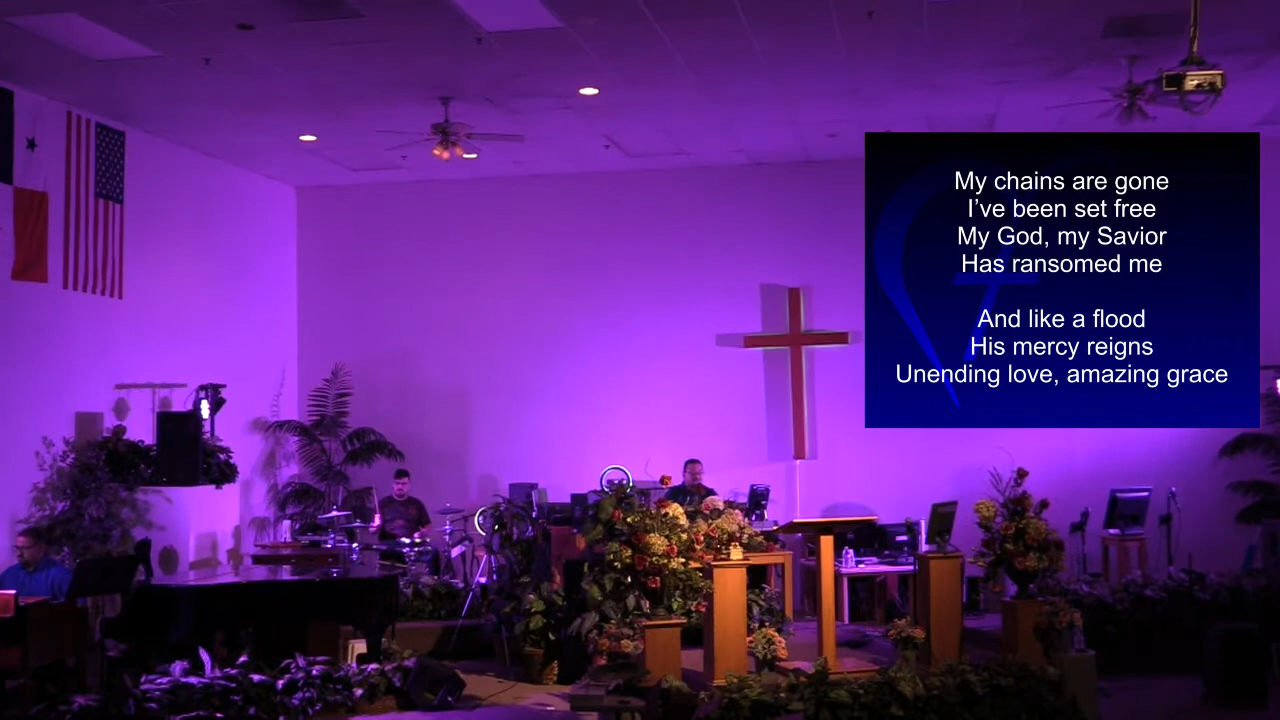 My chains are gone
I've been set free
My God, my Savior
Has ransomed me
And like a flood
His mercy reigns
Unending love, amazing grace